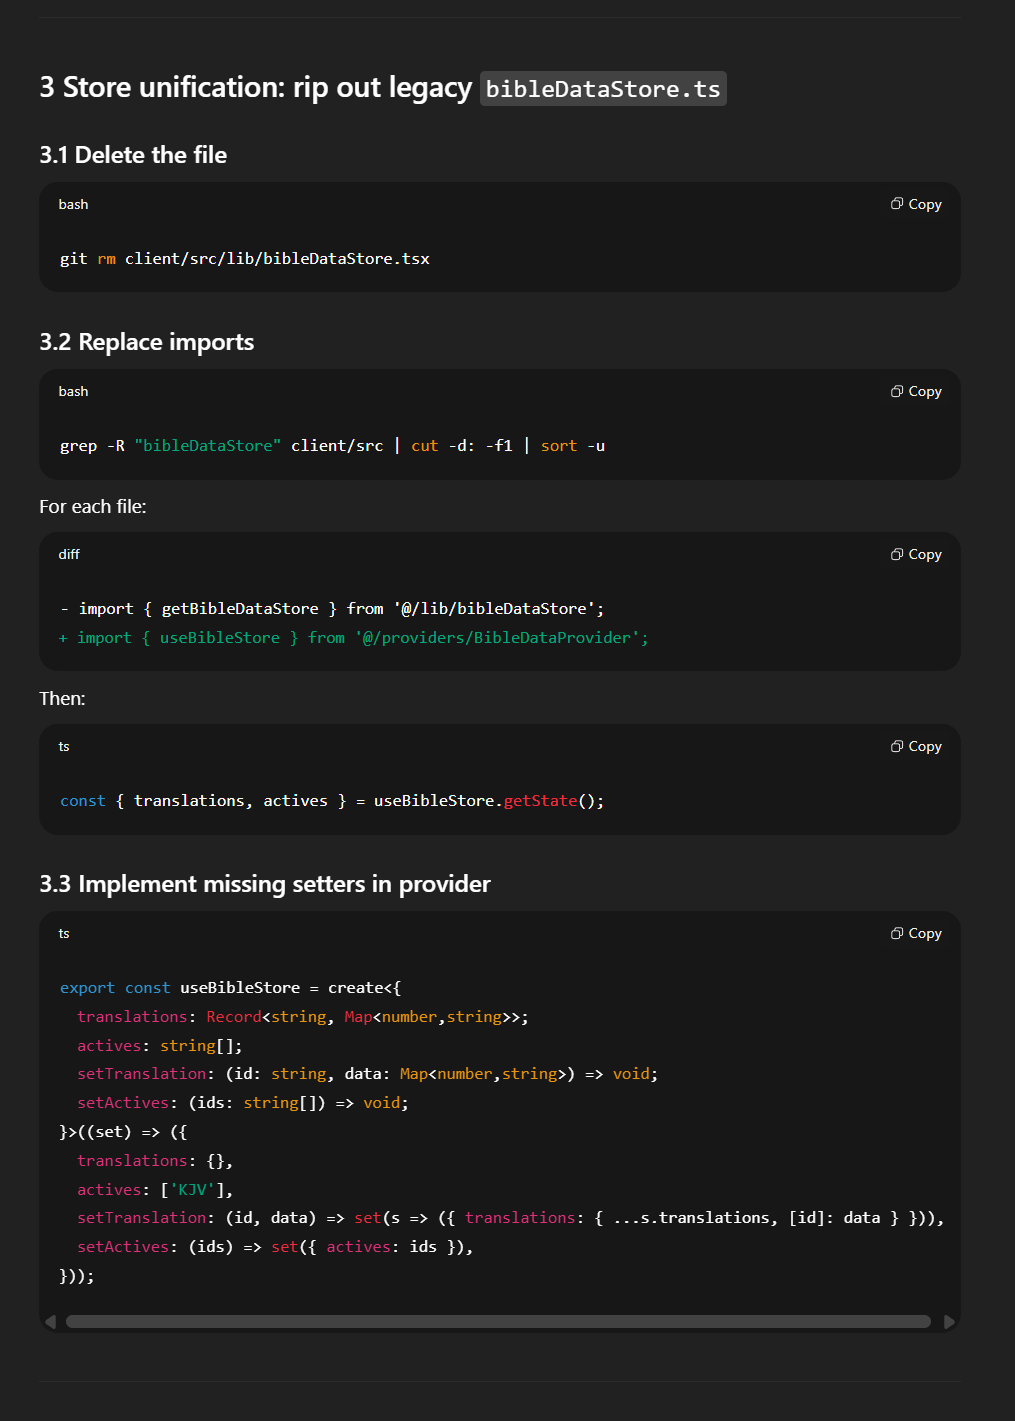 3 Store unification: rip out legacy bibleDataStore.ts
3.1 Delete the file
bash
Copy
git rm client/src/lib/bibleDataStore.tsx
3.2 Replace imports
bash
Copy
grep -R "bibleDataStore" client/src | cut -d: -f1 | sort -u
For each file:
diff
Copy
- import { getBibleDataStore } from '@/lib/bibleDataStore';
+ import { useBibleStore } from '@/providers/BibleDataProvider';
Then:
ts
Copy
const { translations, actives } = useBibleStore.getState();
3.3 Implement missing setters in provider
ts
Copy
export const useBibleStore = create<{
  translations: Record<string, Map<number,string>>;
  actives: string[];
  setTranslation: (id: string, data: Map<number,string>) => void;
  setActives: (ids: string[]) => void;
}>((set) => ({
  translations: {},
  actives: ['KJV'],
  setTranslation: (id, data) => set(s => ({ translations: { ...s.translations, [id]: data } })),
  setActives: (ids) => set({ actives: ids }),
}));